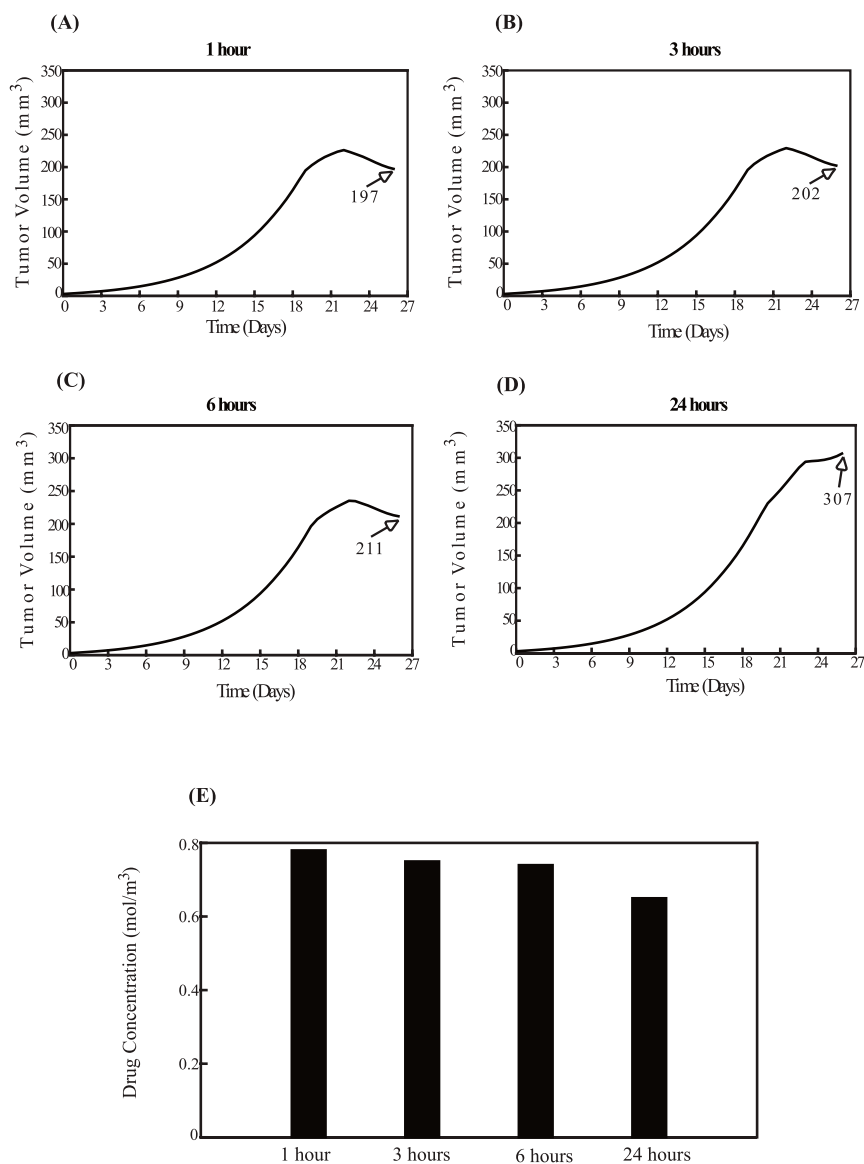 (A)
1 hour
Tumor Volume (mm³)
350
300
250
200
150
100
50
0
197
0 3 6 9 12 15 18 21 24 27
Time (Days)
(B)
3 hours
Tumor Volume (mm³)
350
300
250
200
150
100
50
0
202
0 3 6 9 12 15 18 21 24 27
Time (Days)
(C)
6 hours
Tumor Volume (mm³)
350
300
250
200
150
100
50
0
211
0 3 6 9 12 15 18 21 24 27
Time (Days)
(D)
24 hours
Tumor Volume (mm³)
350
300
250
200
150
100
50
0
307
0 3 6 9 12 15 18 21 24 27
Time (Days)
(E)
Drug Concentration (mol/m³)
0.8
0.6
0.4
0.2
0
1 hour 3 hours 6 hours 24 hours